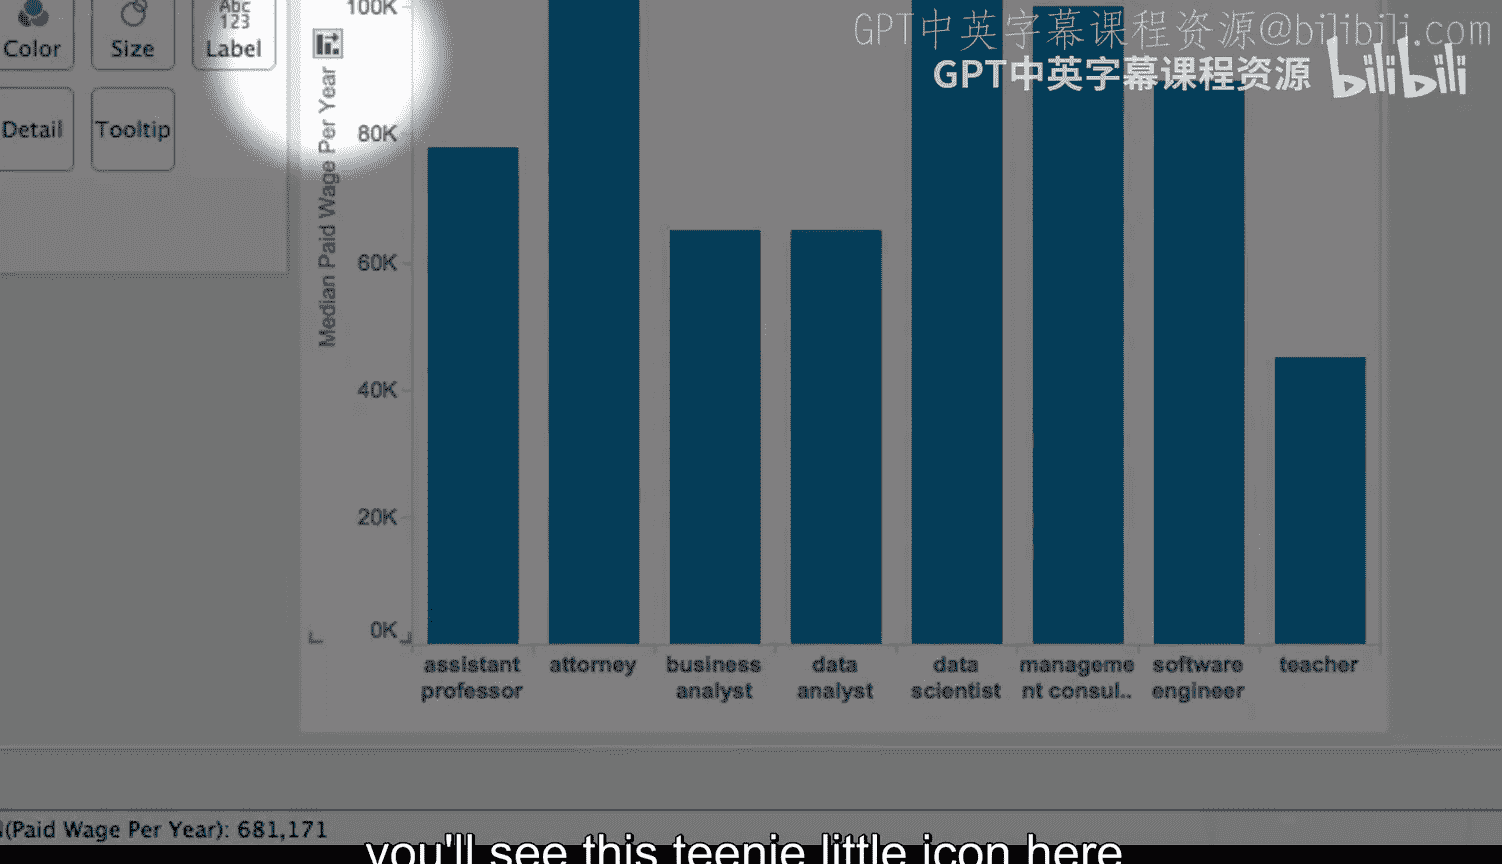 GPT中英字幕课程资源@bilibili.com
GPT中英字幕课程资源 bilibili
Color
Size
Abc
123
Label
Detail
Tooltip
Median Paid Wage Per Year
100K
80K
60K
40K
20K
0K
assistant
professor
attorney
business
analyst
data
analyst
data
scientist
manageme
nt consul..
software
engineer
teacher
(Paid Wage Per Year): 681,171
you'll see this teenie little icon here